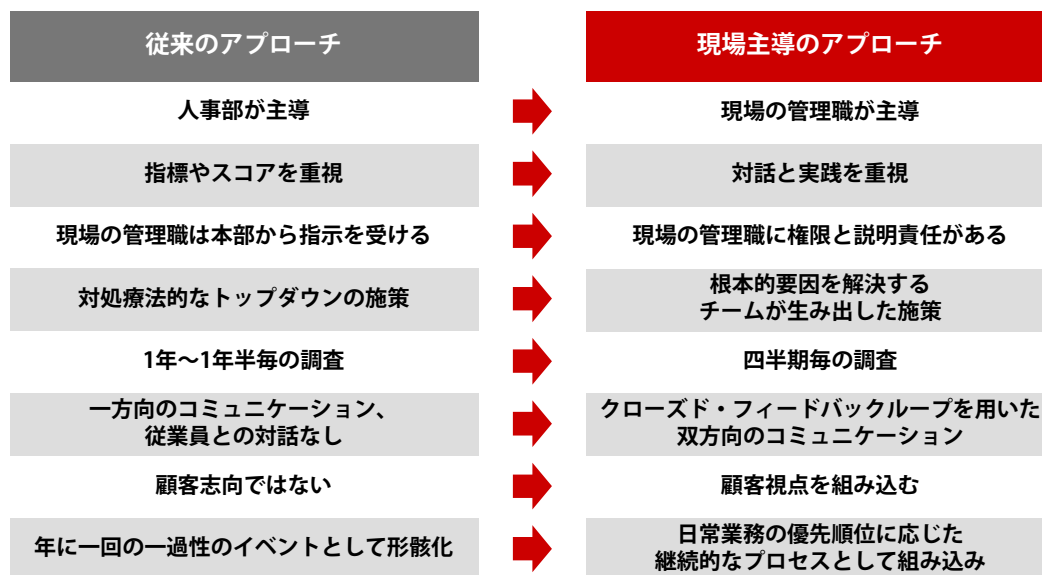 従来のアプローチ
現場主導のアプローチ
人事部が主導
現場の管理職が主導
指標やスコアを重視
対話と実践を重視
現場の管理職は本部から指示を受ける
現場の管理職に権限と説明責任がある
対処療法的なトップダウンの施策
根本的要因を解決する
チームが生み出した施策
1年～1年半毎の調査
四半期毎の調査
一方向のコミュニケーション、
従業員との対話なし
クローズド・フィードバックループを用いた
双方向のコミュニケーション
顧客志向ではない
顧客視点を組み込む
年に一回の一過性のイベントとして形骸化
日常業務の優先順位に応じた
継続的なプロセスとして組み込み